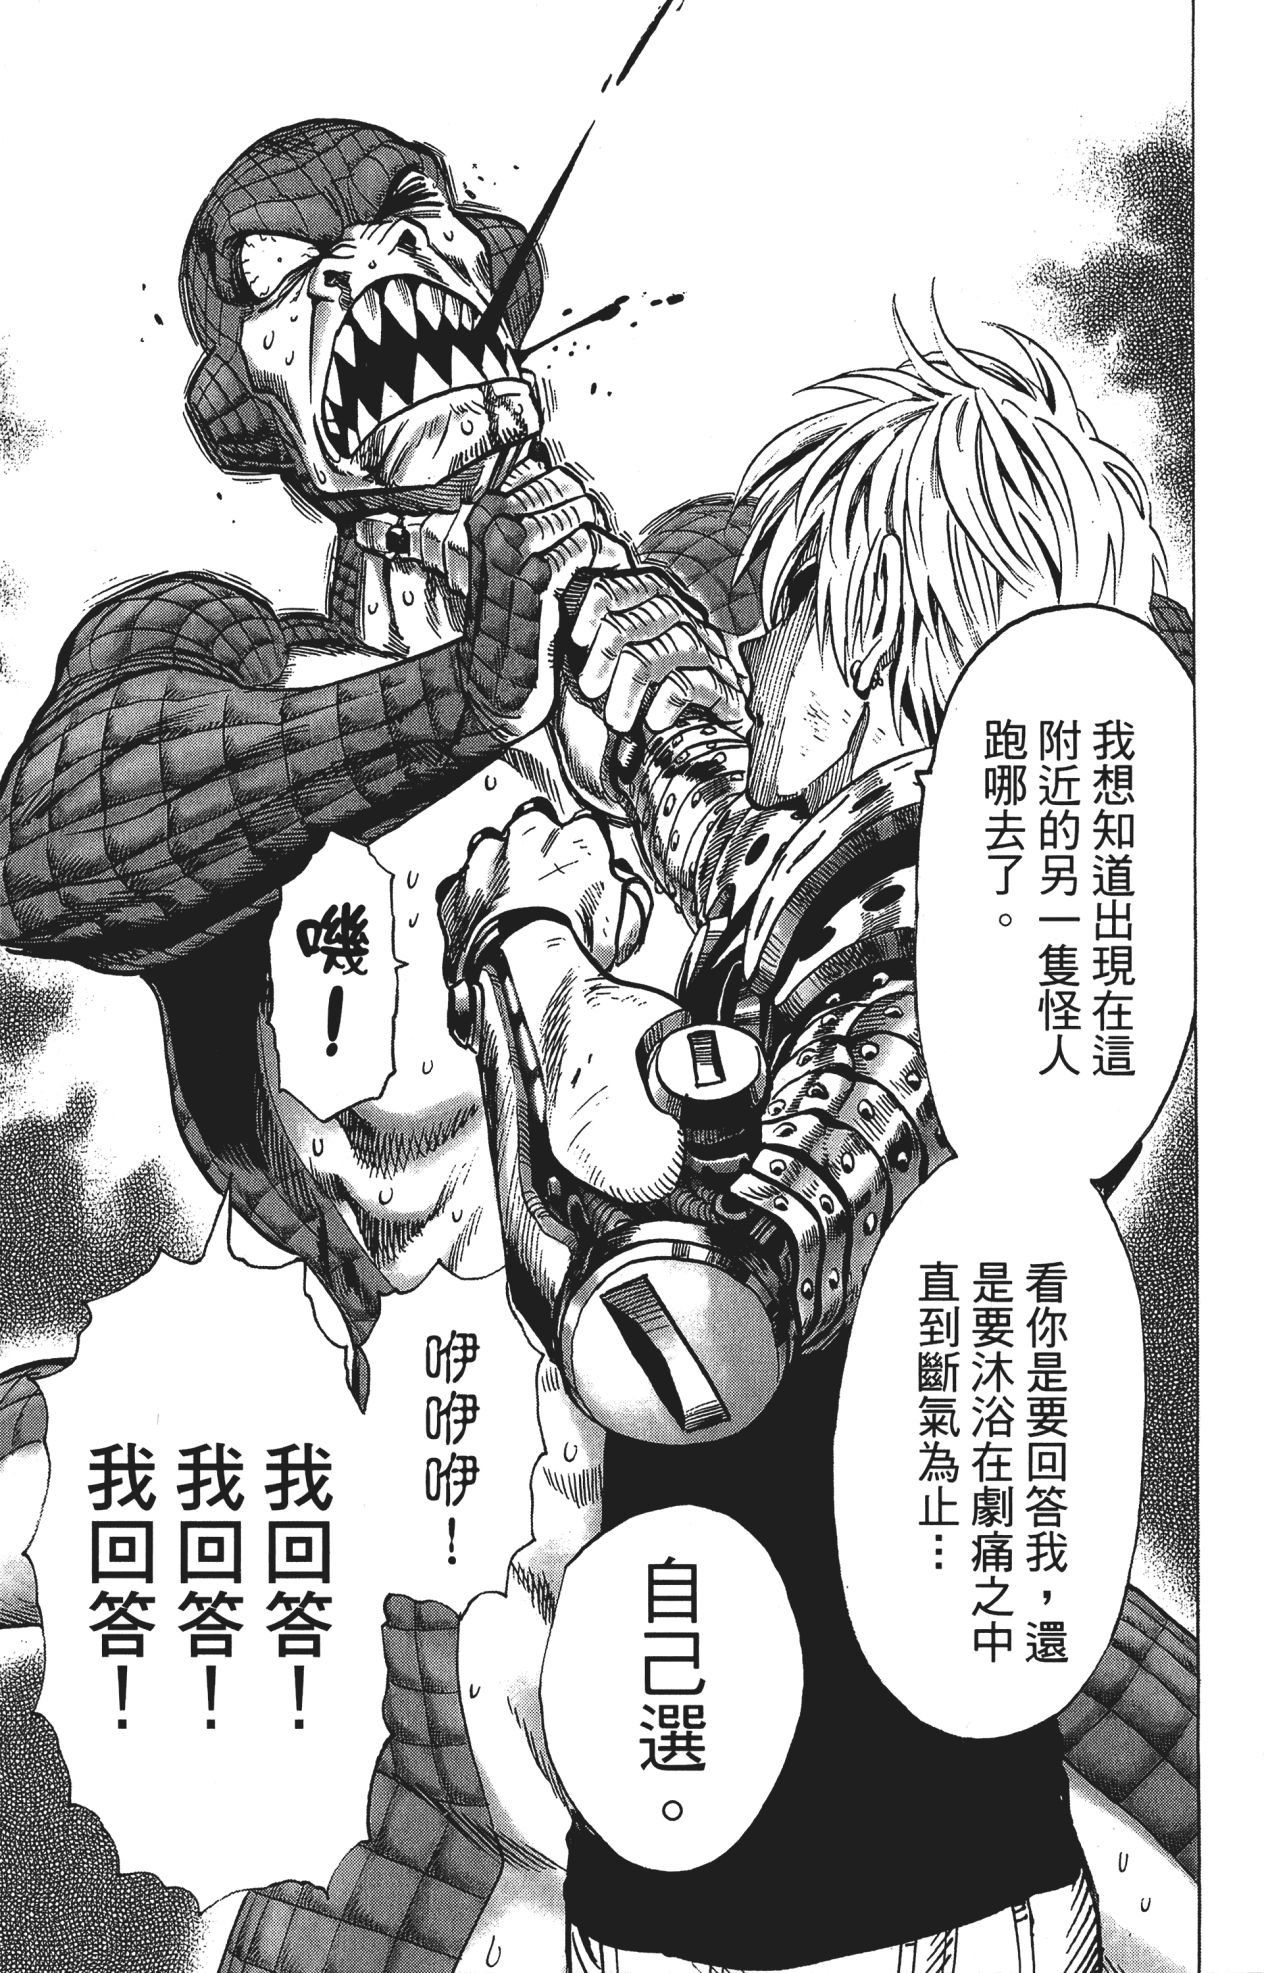 我想知道出現在這
附近的另一隻怪人
跑哪去了。
看你是要回答我，還
是要沐浴在劇痛之中
直到斷氣為止…
自己選。
嘰！
咿咿咿！
我回答！
我回答！
我回答！